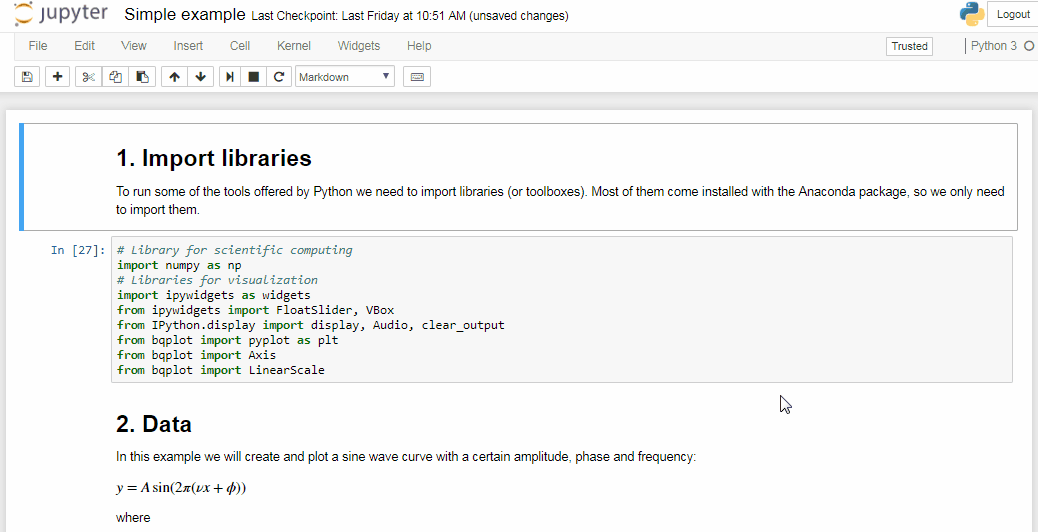 jupyter Simple example Last Checkpoint: Last Friday at 10:51 AM (unsaved changes) Logout
File Edit View Insert Cell Kernel Widgets Help Trusted Python 3
Markdown
1. Import libraries
To run some of the tools offered by Python we need to import libraries (or toolboxes). Most of them come installed with the Anaconda package, so we only need
to import them.
In [27]: # Library for scientific computing
import numpy as np
# Libraries for visualization
import ipywidgets as widgets
from ipywidgets import FloatSlider, VBox
from IPython.display import display, Audio, clear_output
from bqplot import pyplot as plt
from bqplot import Axis
from bqplot import LinearScale
2. Data
In this example we will create and plot a sine wave curve with a certain amplitude, phase and frequency:
y = A sin(2π(νx + ϕ))
where